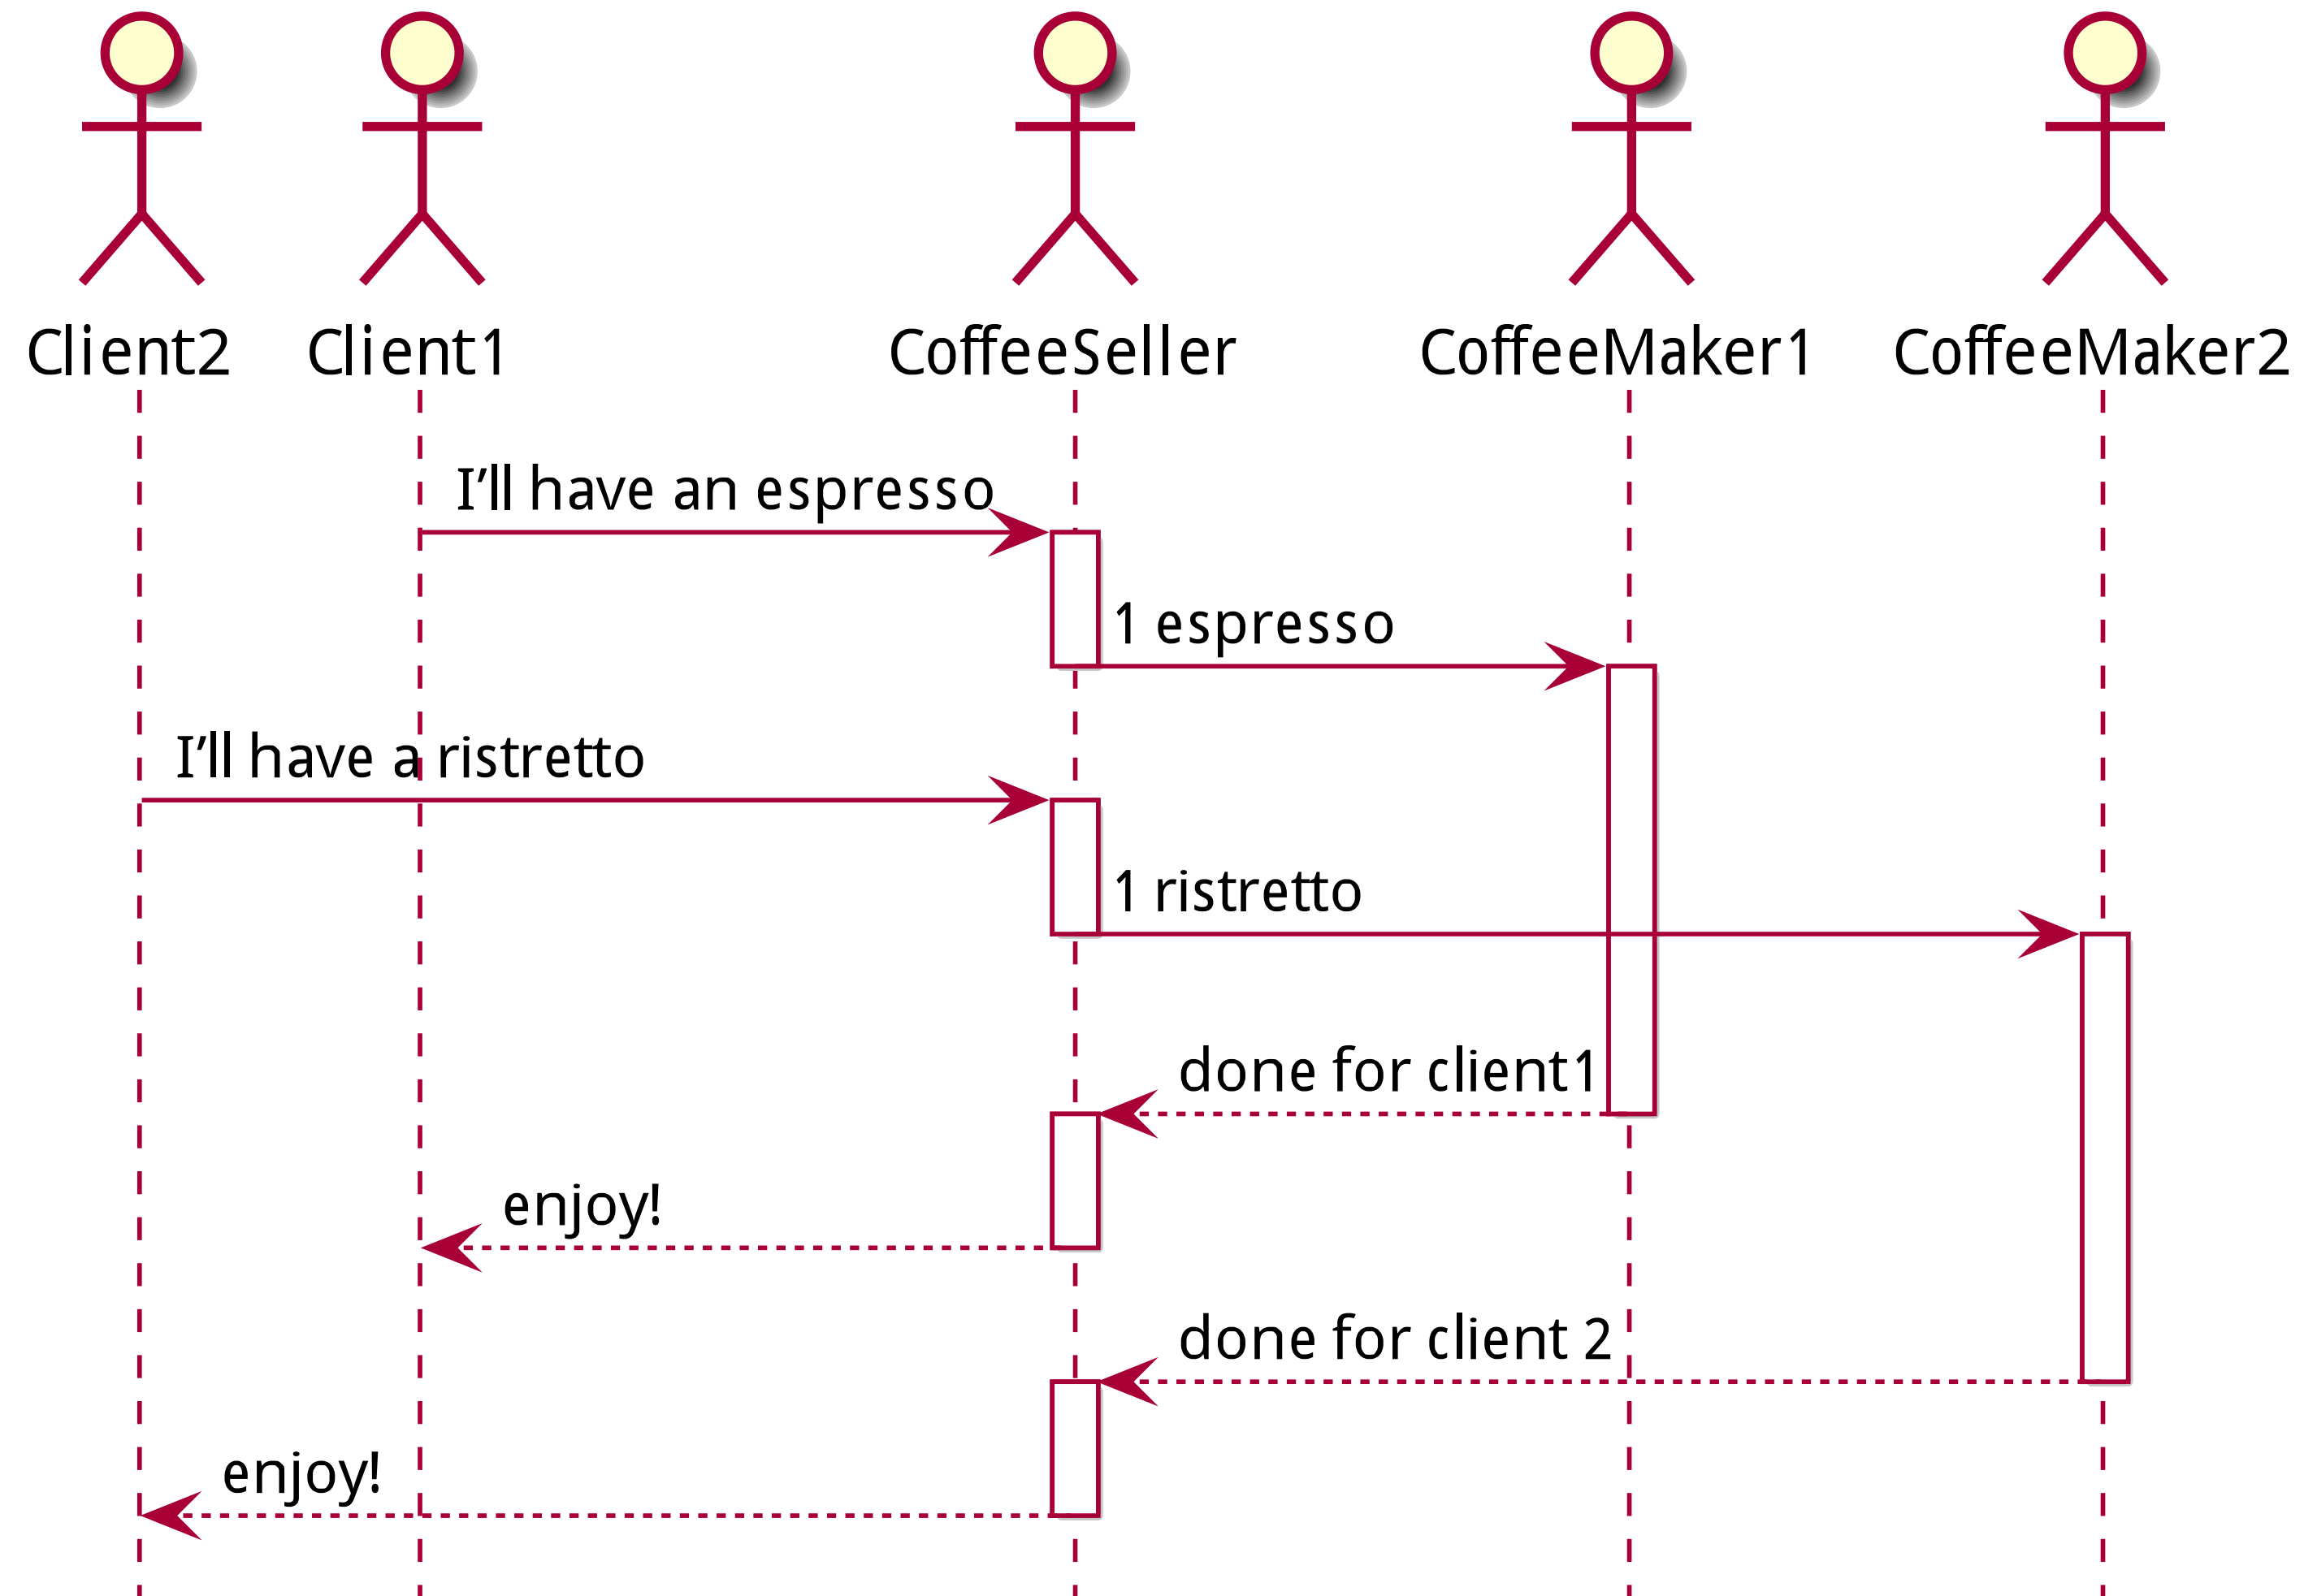 Client2 Client1 CoffeeSeller CoffeeMaker1 CoffeeMaker2
I'll have an espresso
1 espresso
I'll have a ristretto
1 ristretto
done for client1
enjoy!
done for client 2
enjoy!